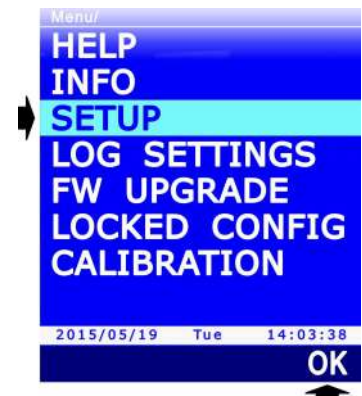 Menu/
HELP
INFO
SETUP
LOG SETTINGS
FW UPGRADE
LOCKED CONFIG
CALIBRATION
2015/05/19 Tue 14:03:38
OK